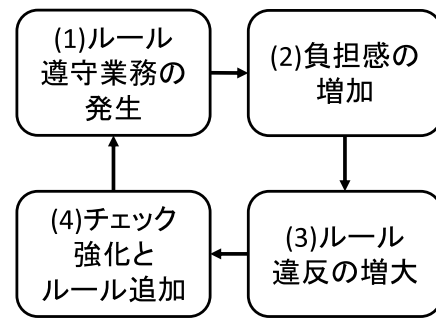 (1)ルール
遵守業務の
発生
(2)負担感の
増加
(3)ルール
違反の増大
(4)チェック
強化と
ルール追加